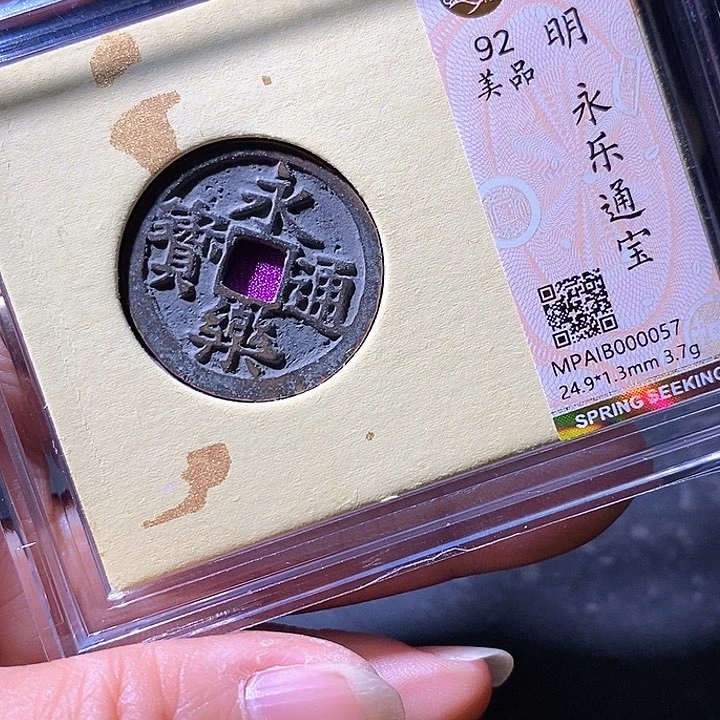 永樂通寶
92
美品
明
永乐通宝
MPAIB000057
24.9*1.3mm 3.7g
SPRING SEEKING